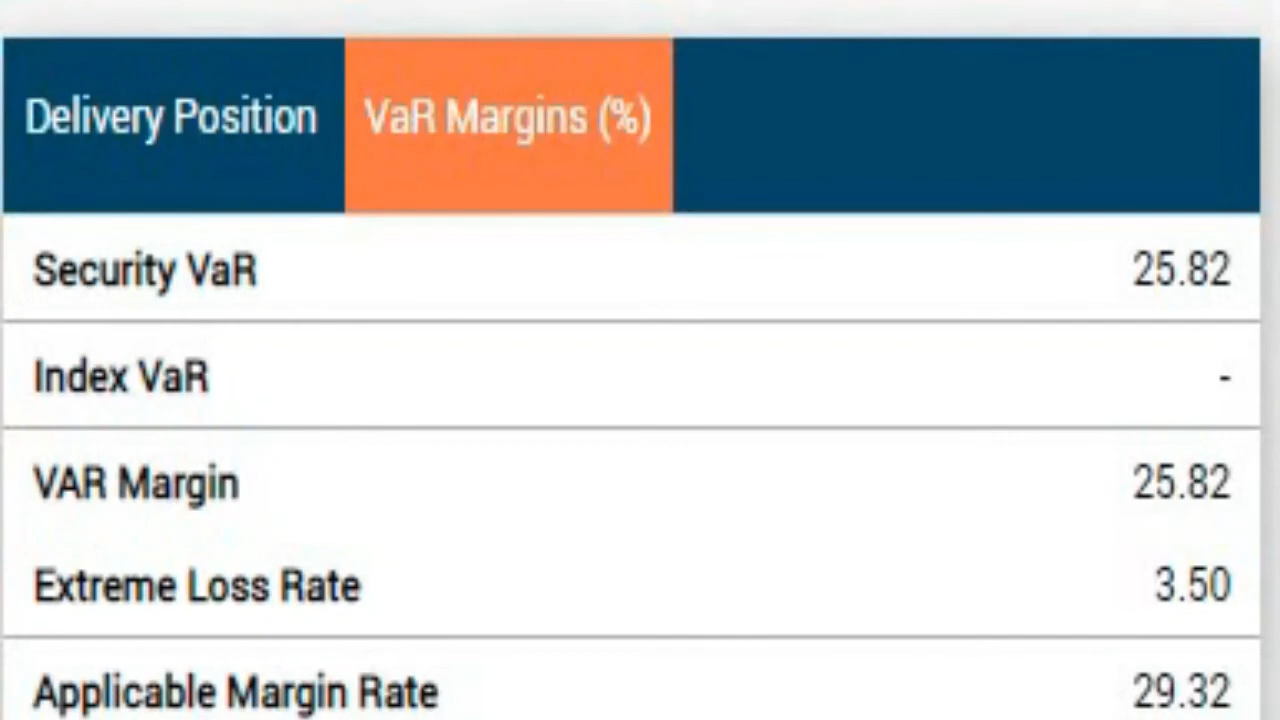 Delivery Position VaR Margins (%)
Security VaR 25.82
Index VaR -
VAR Margin 25.82
Extreme Loss Rate 3.50
Applicable Margin Rate 29.32